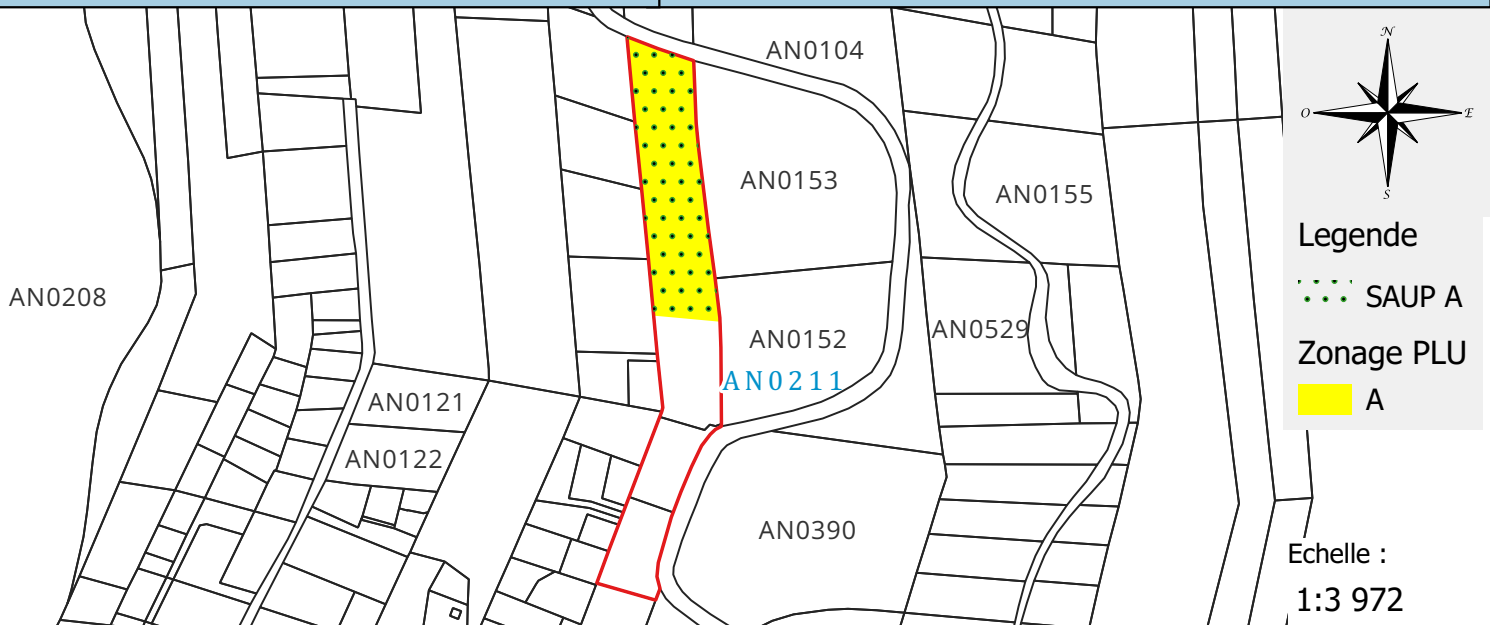 N
O
E
S
AN0104
AN0153
AN0155
AN0208
Legende
SAUP A
AN0152
AN0529
Zonage PLU
AN0211
A
AN0121
AN0122
AN0390
Echelle :
1:3 972